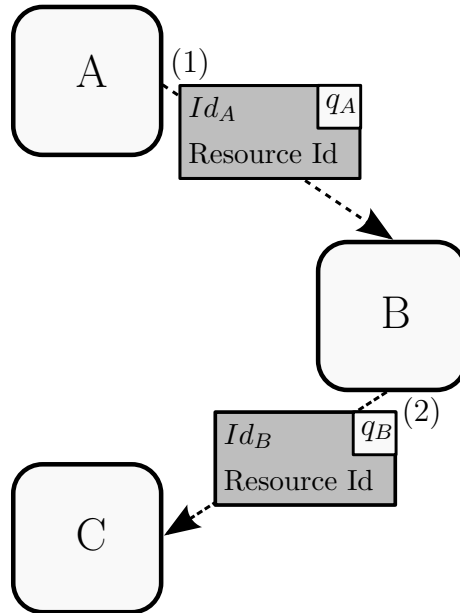 A
(1)
Id_A q_A
Resource Id
B
(2)
Id_B q_B
Resource Id
C